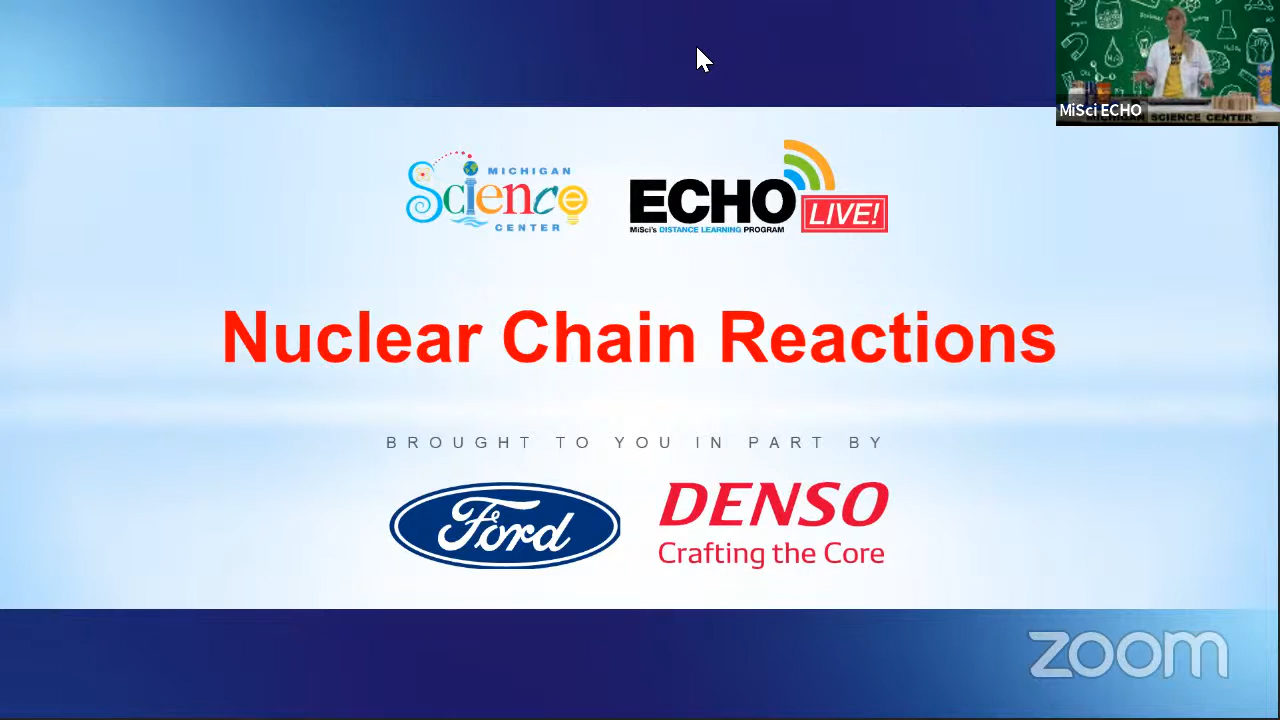 MiSci ECHO
MICHIGAN SCIENCE CENTER
MICHIGAN
Science
CENTER
ECHO
LIVE!
MiSci's DISTANCE LEARNING PROGRAM
Nuclear Chain Reactions
BROUGHT TO YOU IN PART BY
Ford
DENSO
Crafting the Core
zoom